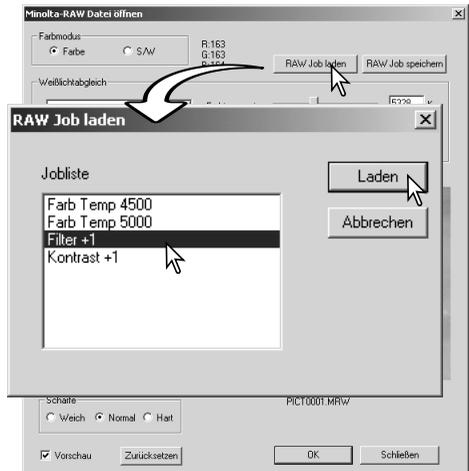 Minolta-RAW Datei öffnen
Farbmodus
Farbe S/W
R:163
G:163
RAW Job laden RAW Job speichern
Weißlichtabgleich
5328 K
RAW Job laden
Jobliste
Farb Temp 4500
Farb Temp 5000
Filter +1
Kontrast +1
Laden
Abbrechen
Schärfe
Weich Normal Hart
PICT0001.MRW
Vorschau Zurücksetzen OK Schließen